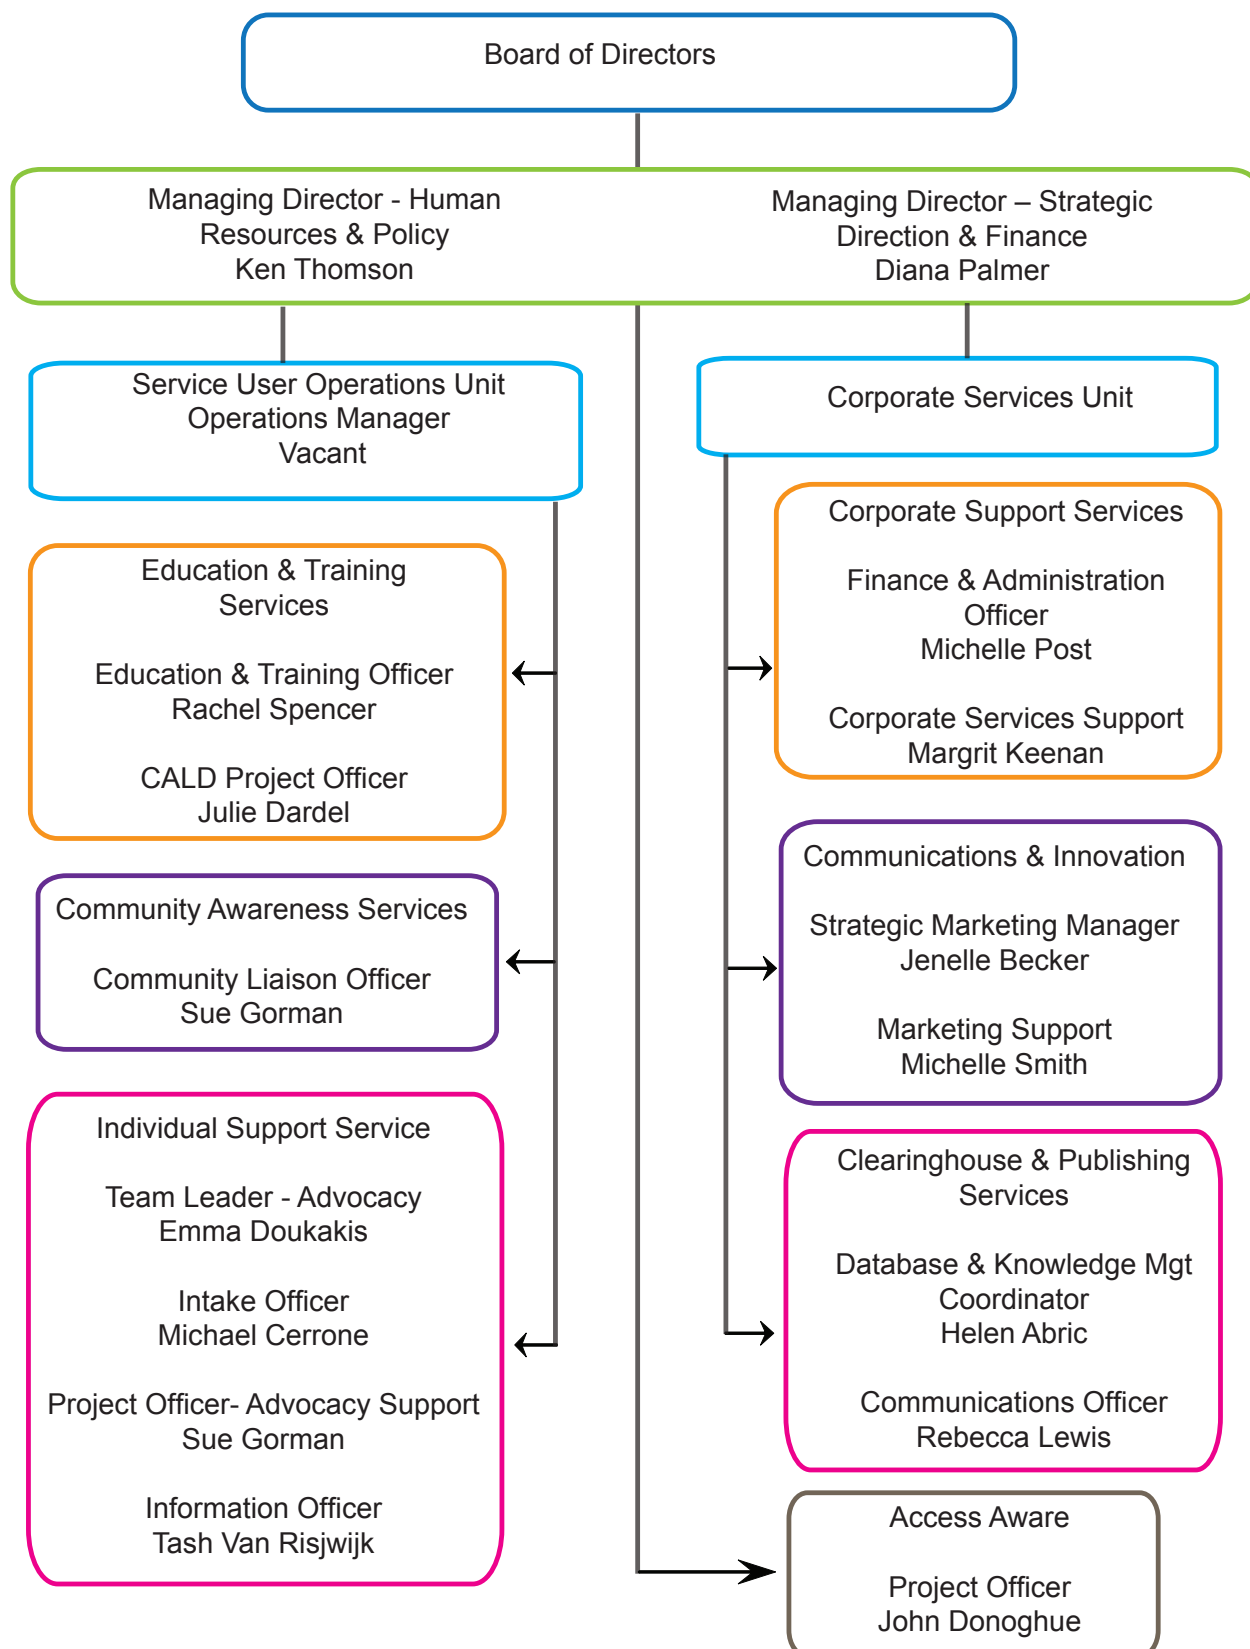 Board of Directors
Managing Director - Human
Resources & Policy
Ken Thomson
Managing Director – Strategic
Direction & Finance
Diana Palmer
Service User Operations Unit
Operations Manager
Vacant
Education & Training
Services
Education & Training Officer
Rachel Spencer
CALD Project Officer
Julie Dardel
Community Awareness Services
Community Liaison Officer
Sue Gorman
Individual Support Service
Team Leader - Advocacy
Emma Doukakis
Intake Officer
Michael Cerrone
Project Officer- Advocacy Support
Sue Gorman
Information Officer
Tash Van Risjwijk
Corporate Services Unit
Corporate Support Services
Finance & Administration
Officer
Michelle Post
Corporate Services Support
Margrit Keenan
Communications & Innovation
Strategic Marketing Manager
Jenelle Becker
Marketing Support
Michelle Smith
Clearinghouse & Publishing
Services
Database & Knowledge Mgt
Coordinator
Helen Abric
Communications Officer
Rebecca Lewis
Access Aware
Project Officer
John Donoghue